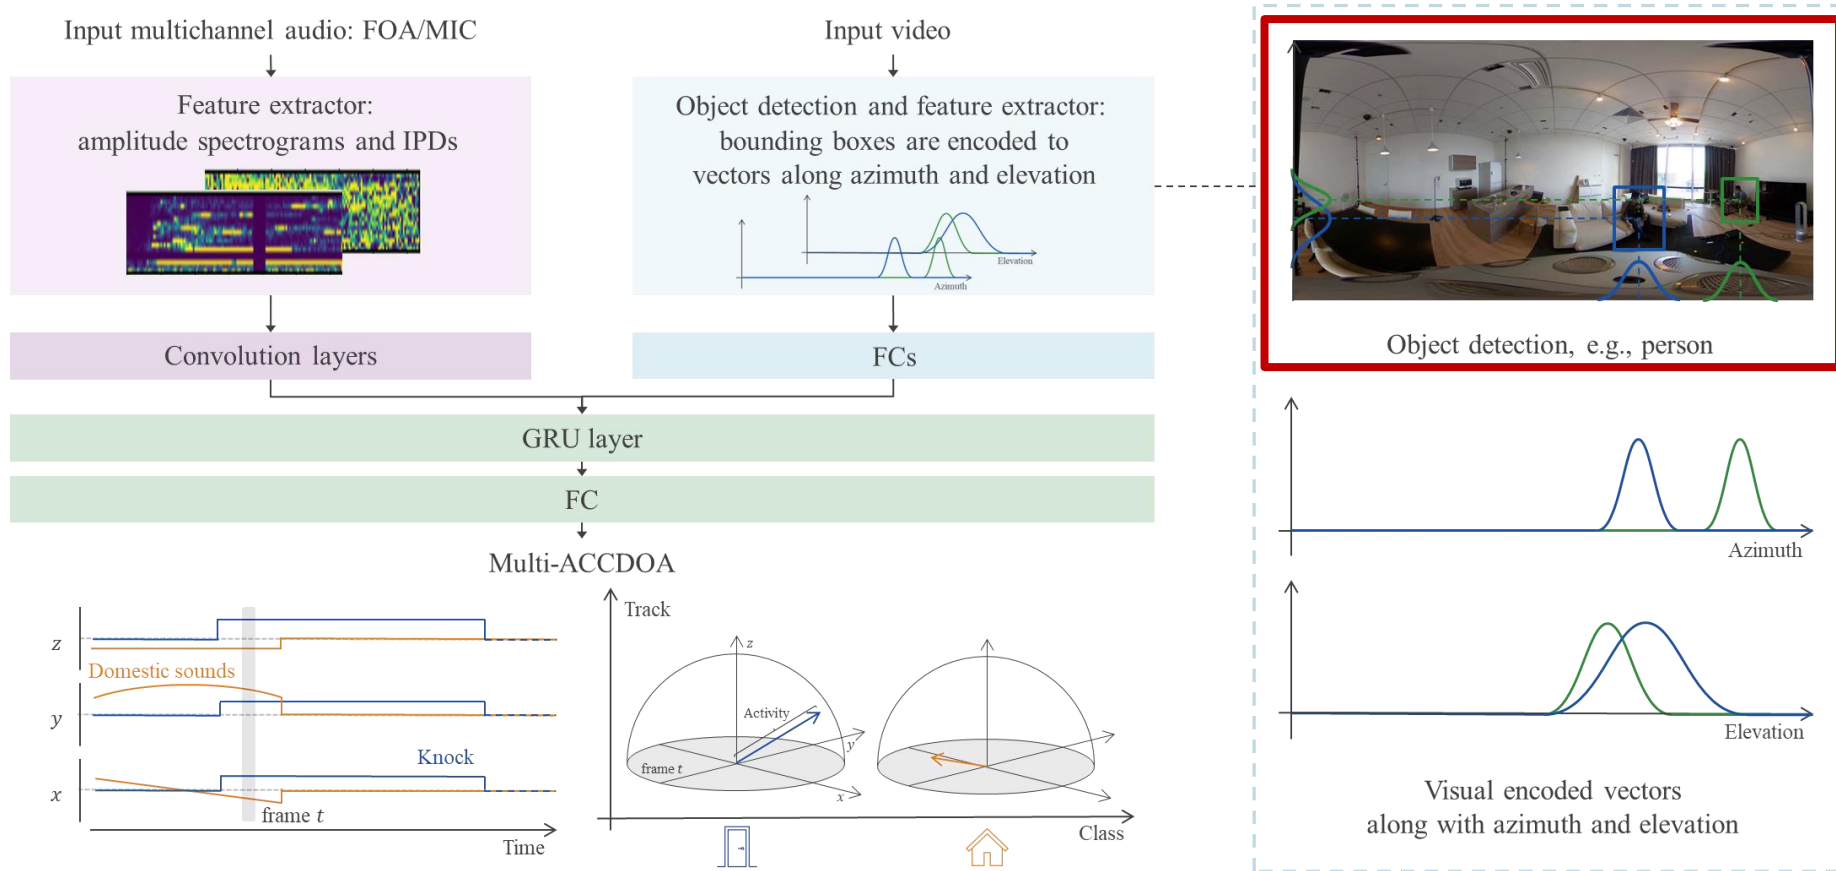 Input multichannel audio: FOA/MIC
Feature extractor:
amplitude spectrograms and IPDs
Convolution layers
Input video
Object detection and feature extractor:
bounding boxes are encoded to
vectors along azimuth and elevation
Elevation
Azimuth
FCs
GRU layer
FC
Multi-ACCDOA
z
Domestic sounds
y
Knock
x
frame t
Time
Track
z
Activity
y
frame t
x
Class
Object detection, e.g., person
Azimuth
Elevation
Visual encoded vectors
along with azimuth and elevation